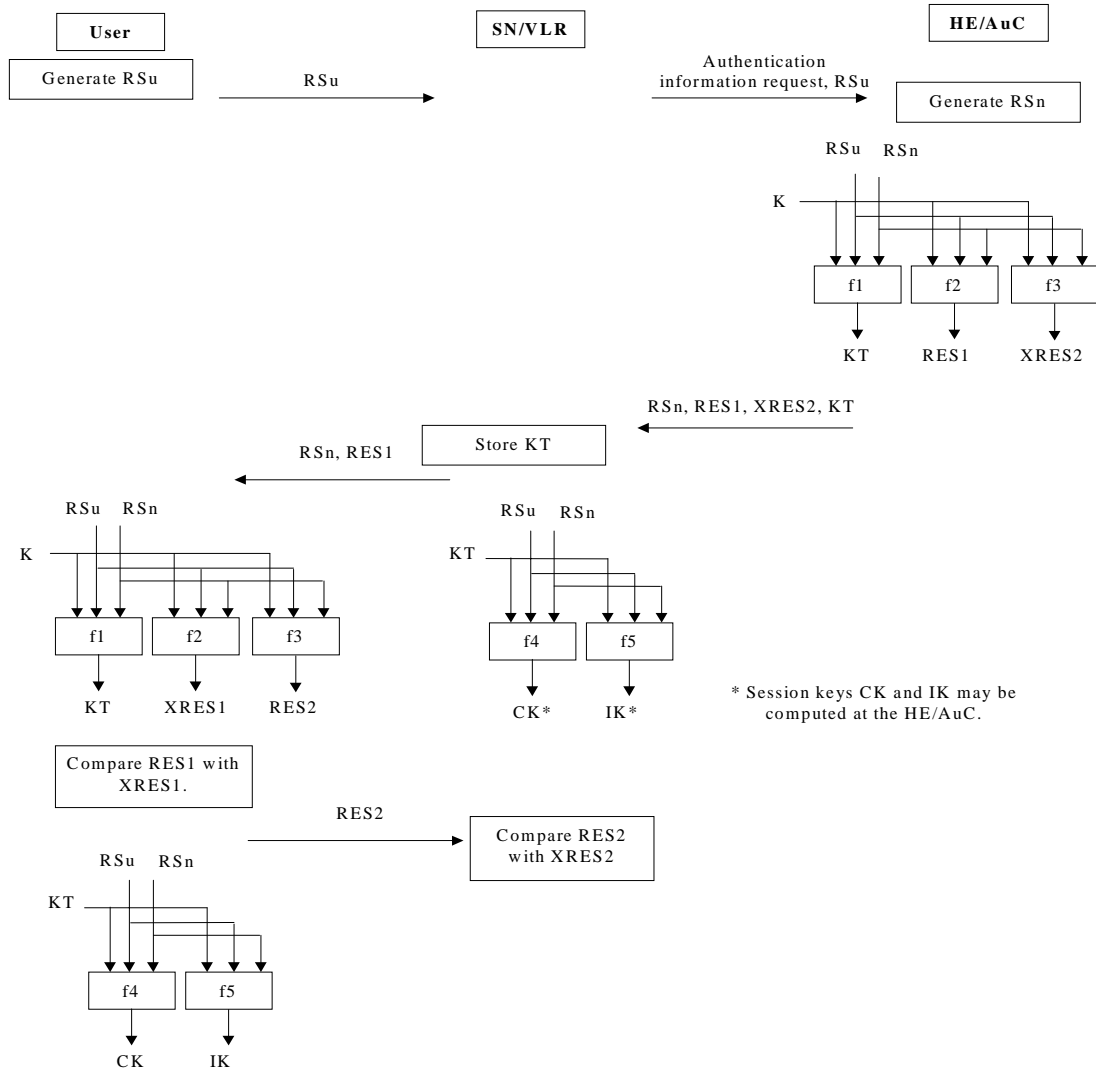 User
SN/VLR
HE/AuC
Generate RSu
RSu
Authentication
information request, RSu
Generate RSn
RSu
RSn
K
f1
f2
f3
KT
RES1
XRES2
RSn, RES1, XRES2, KT
Store KT
RSn, RES1
RSu
RSn
K
f1
f2
f3
KT
XRES1
RES2
RSu
RSn
KT
f4
f5
CK*
IK*
* Session keys CK and IK may be
computed at the HE/AuC.
Compare RES1 with
XRES1.
RES2
Compare RES2
with XRES2
RSu
RSn
KT
f4
f5
CK
IK